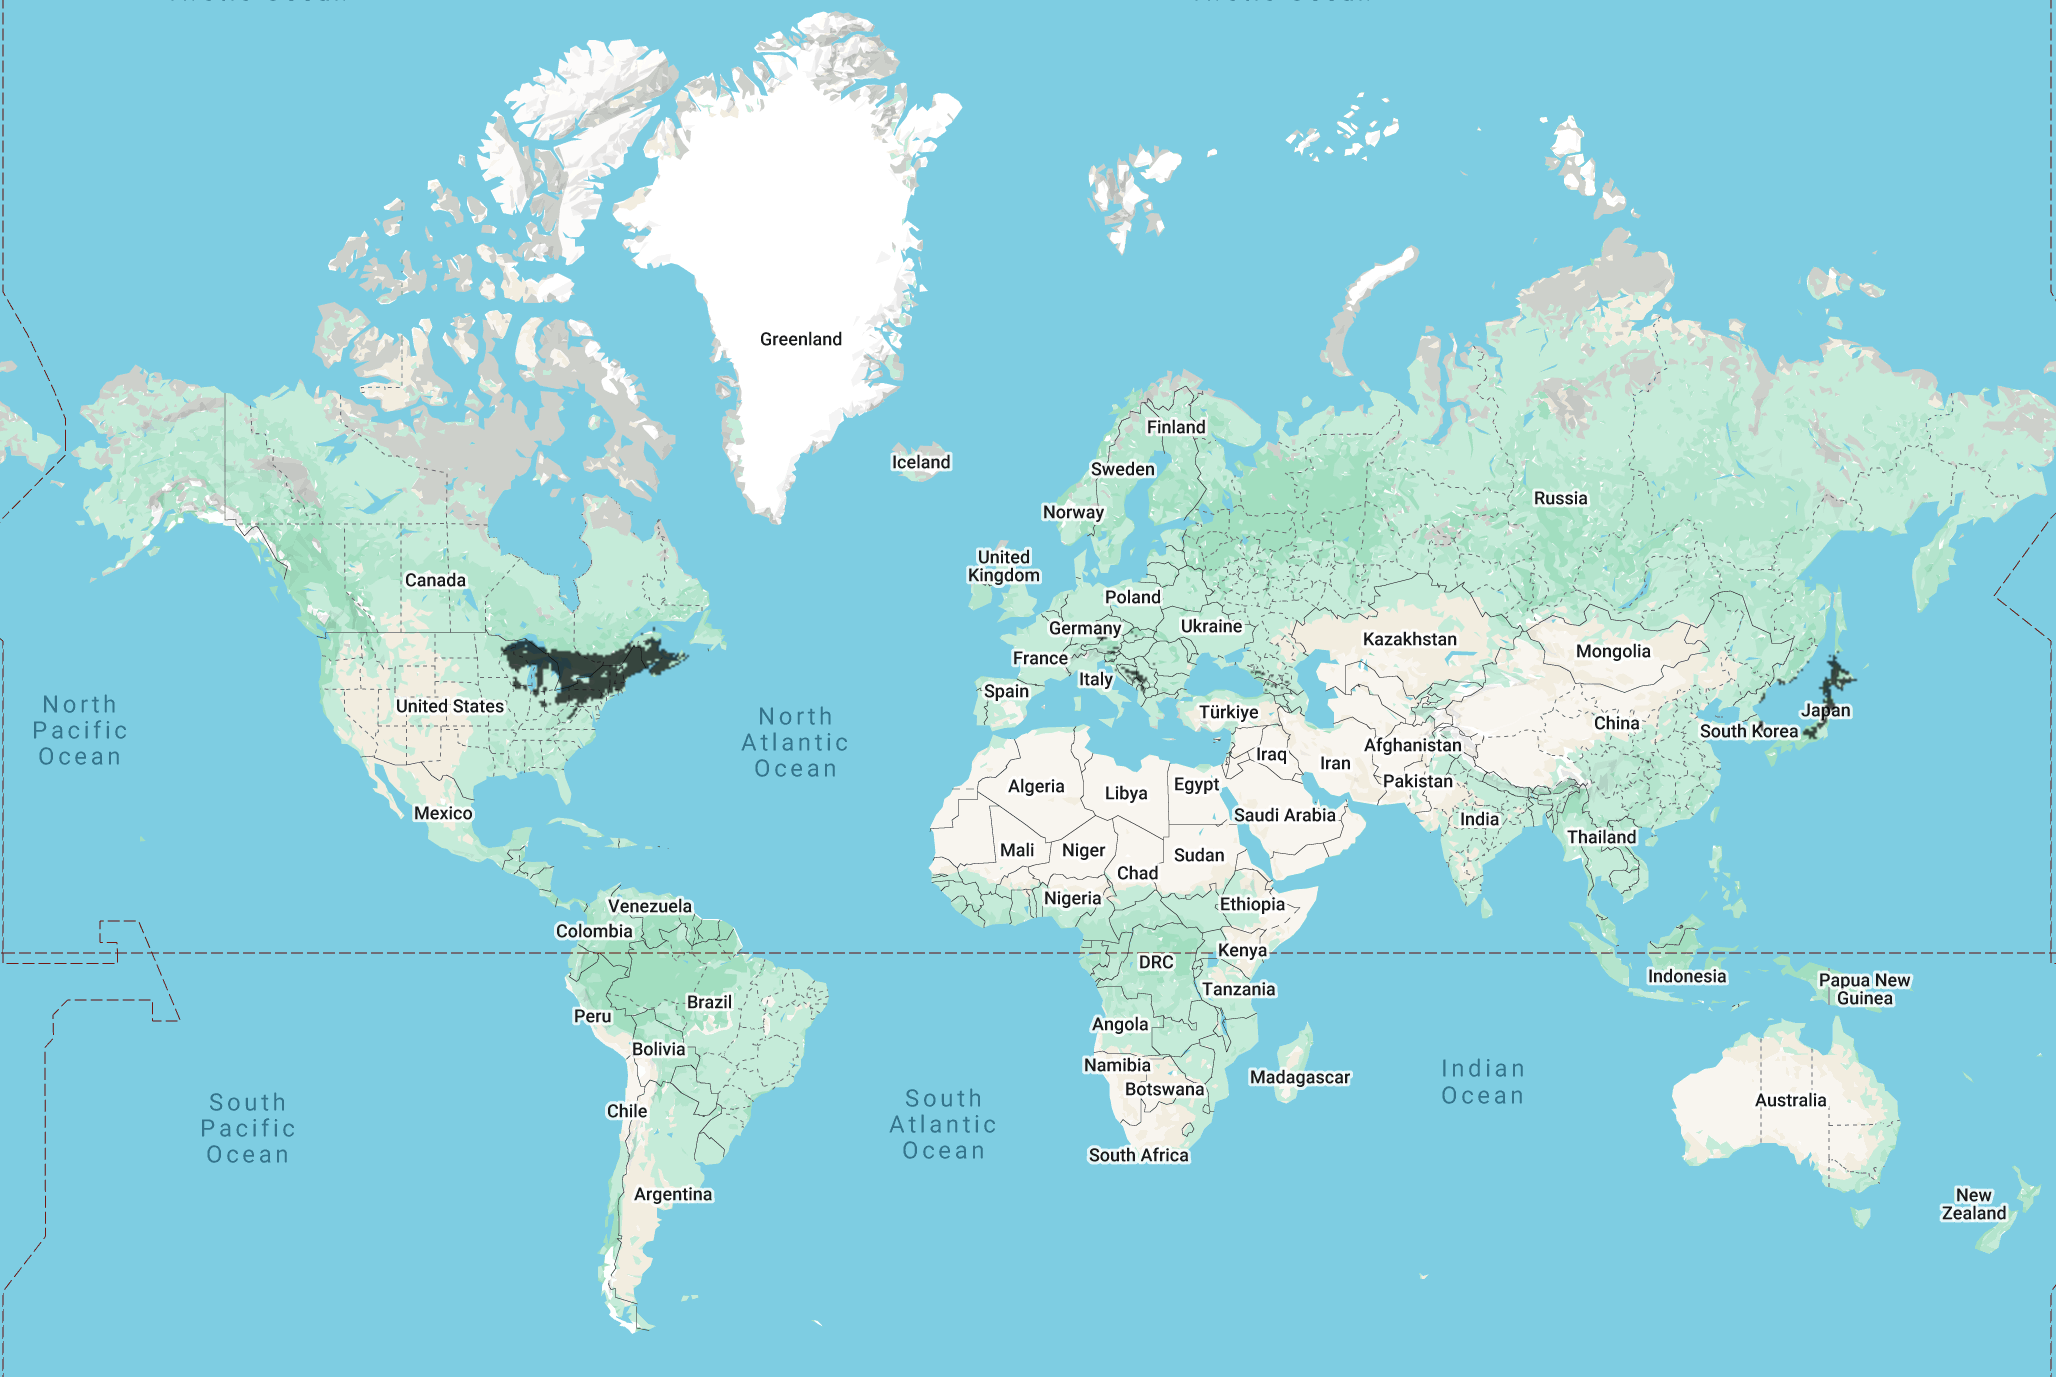 Arctic Ocean
Arctic Ocean
Greenland
Finland
Iceland
Sweden
Russia
Norway
United
Kingdom
Canada
Poland
Germany
Ukraine
Kazakhstan
Mongolia
France
Italy
Spain
North
Pacific
Ocean
United States
North
Atlantic
Ocean
Türkiye
China
Japan
South Korea
Afghanistan
Iraq
Iran
Pakistan
Algeria
Libya
Egypt
Mexico
Saudi Arabia
India
Thailand
Mali
Niger
Sudan
Chad
Nigeria
Ethiopia
Venezuela
Colombia
Kenya
DRC
Indonesia
Papua New
Guinea
Tanzania
Brazil
Peru
Angola
Bolivia
Namibia
Botswana
Madagascar
Indian
Ocean
Australia
Chile
South
Pacific
Ocean
South
Atlantic
Ocean
South Africa
Argentina
New
Zealand